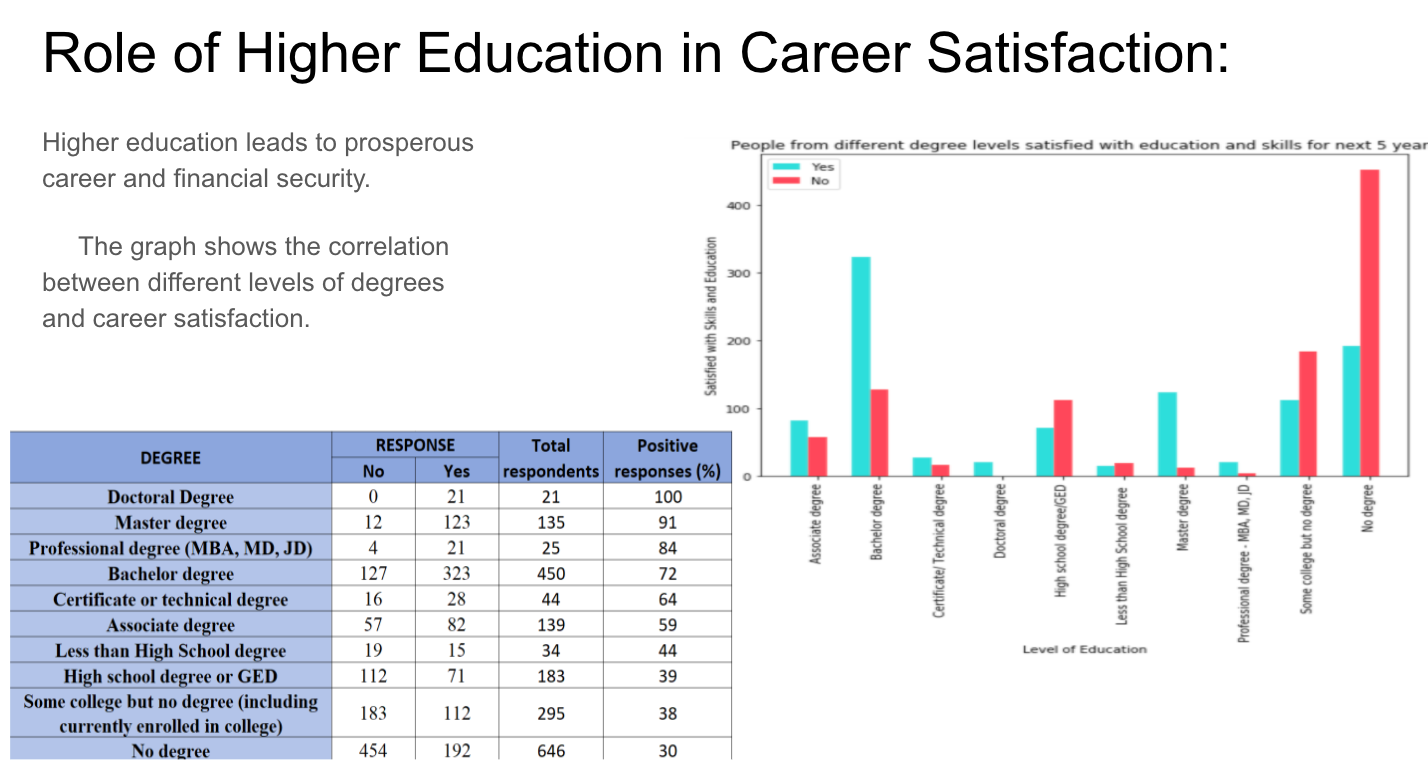 Role of Higher Education in Career Satisfaction:
Higher education leads to prosperous
career and financial security.
The graph shows the correlation
between different levels of degrees
and career satisfaction.
People from different degree levels satisfied with education and skills for next 5 year
Yes
No
Satisfied with Skills and Education
400
300
200
100
0
Associate degree
Bachelor degree
Certificate/ Technical degree
Doctoral degree
High school degree/GED
Less than High School degree
Master degree
Professional degree - MBA, MD, JD
Some college but no degree
No degree
Level of Education
DEGREE RESPONSE Total Positive
No Yes respondents responses (%)
Doctoral Degree 0 21 21 100
Master degree 12 123 135 91
Professional degree (MBA, MD, JD) 4 21 25 84
Bachelor degree 127 323 450 72
Certificate or technical degree 16 28 44 64
Associate degree 57 82 139 59
Less than High School degree 19 15 34 44
High school degree or GED 112 71 183 39
Some college but no degree (including
currently enrolled in college) 183 112 295 38
No degree 454 192 646 30